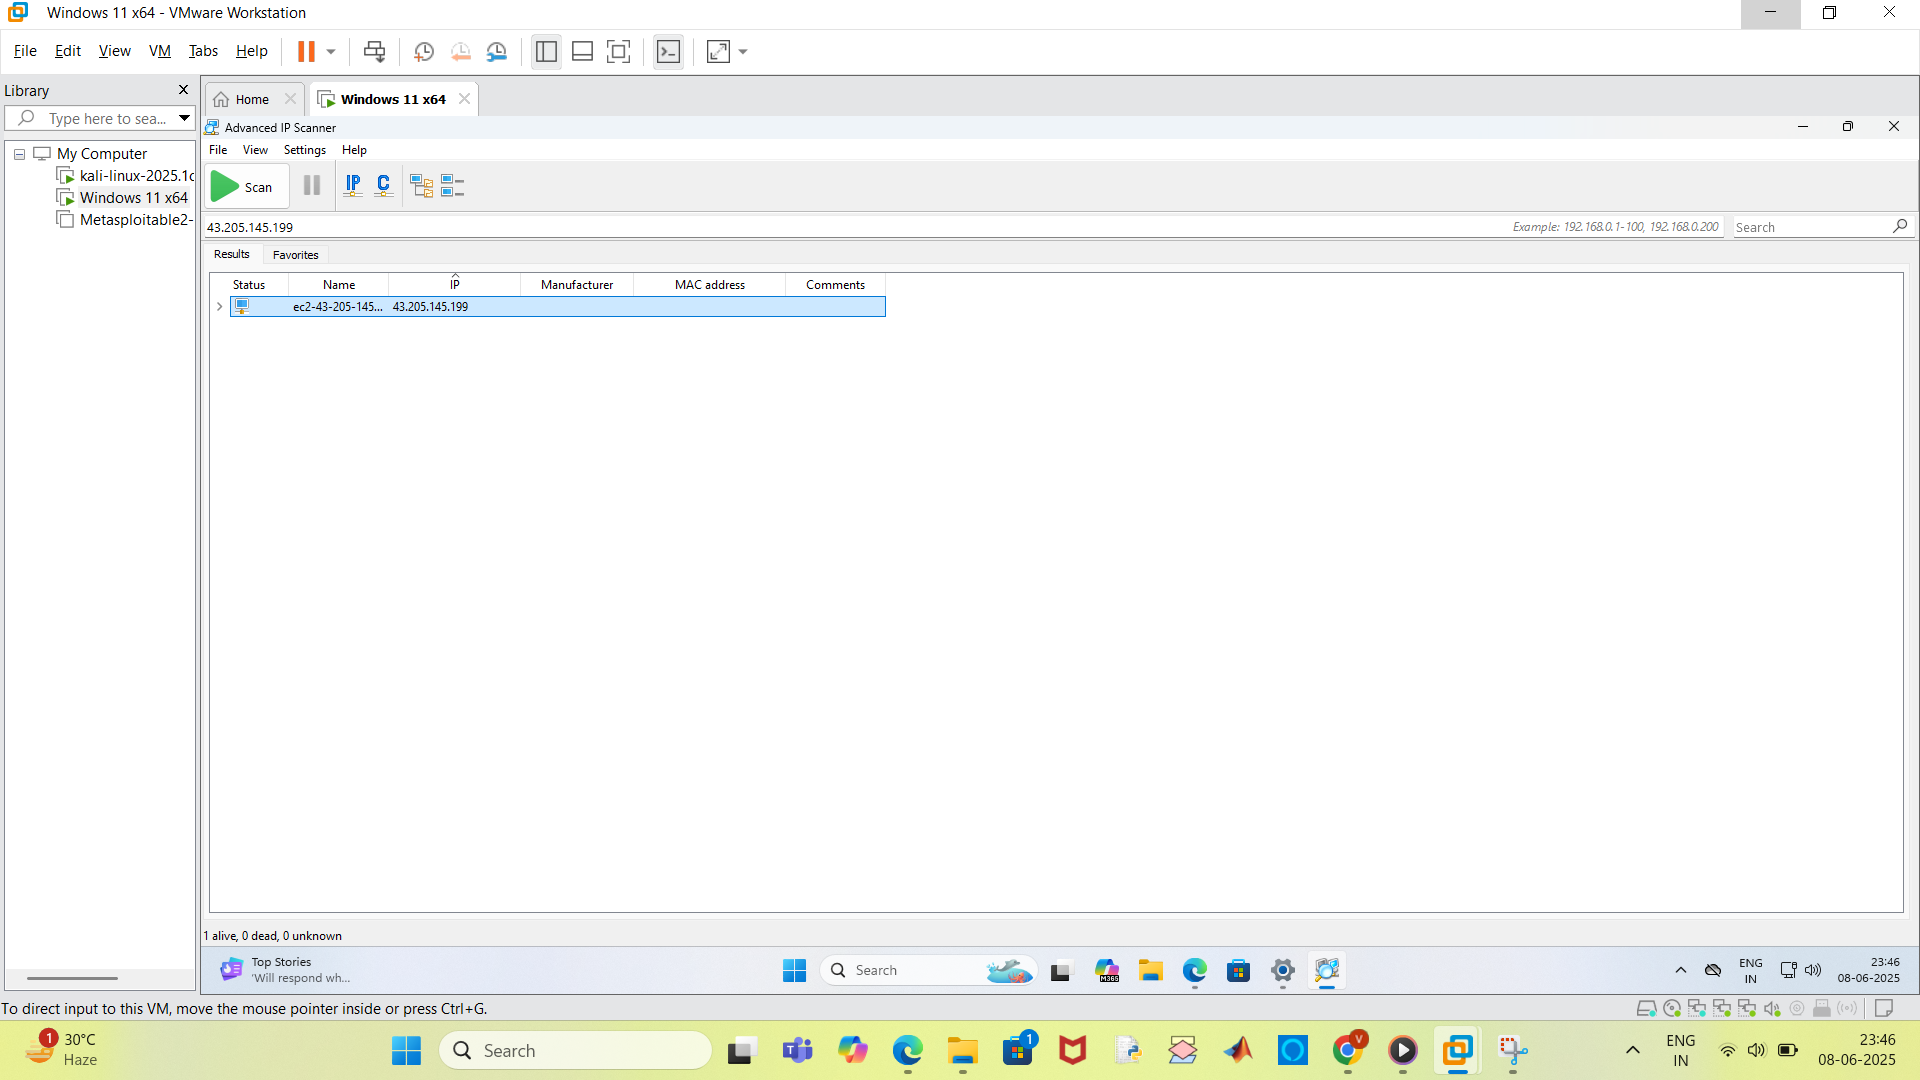 Windows 11 x64 - VMware Workstation
File Edit View VM Tabs Help
Library
Type here to sea...
My Computer
kali-linux-2025.1c
Windows 11 x64
Metasploitable2-
Home
Windows 11 x64
Advanced IP Scanner
File View Settings Help
Scan
IP
C
43.205.145.199
Example: 192.168.0.1-100, 192.168.0.200
Search
Results
Favorites
Status Name IP Manufacturer MAC address Comments
ec2-43-205-145... 43.205.145.199
1 alive, 0 dead, 0 unknown
Top Stories
'Will respond wh...
Search
M365
ENG
IN
23:46
08-06-2025
To direct input to this VM, move the mouse pointer inside or press Ctrl+G.
1
30°C
Haze
Search
1
V
ENG
IN
23:46
08-06-2025